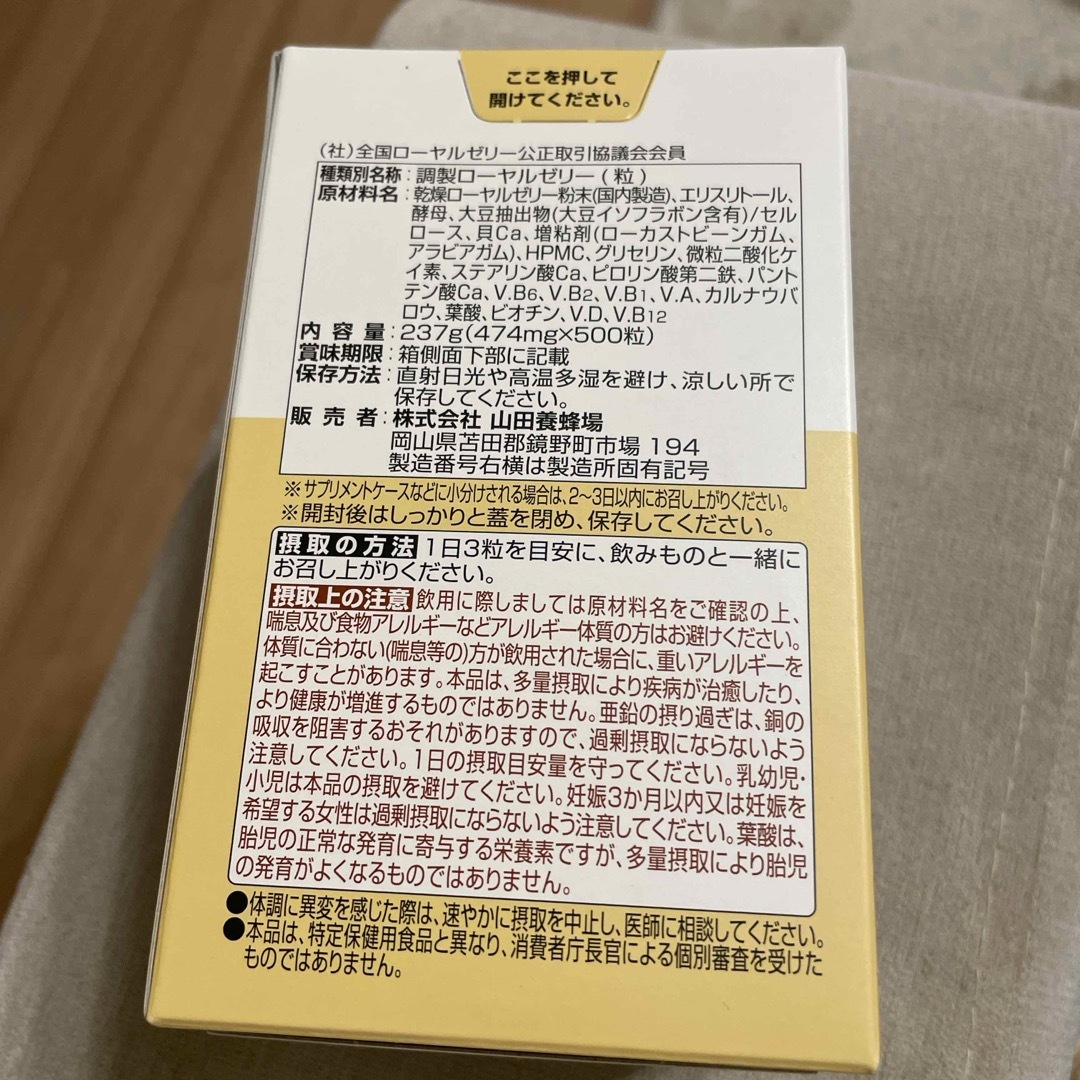 ここを押して
開けてください。
(社)全国ローヤルゼリー公正取引協議会会員
種類別名称:調製ローヤルゼリー(粒)
原材料名:乾燥ローヤルゼリー粉末(国内製造)、エリスリトール、
酵母、大豆抽出物(大豆イソフラボン含有)/セル
ロース、貝Ca、増粘剤(ローカストビーンガム、
アラビアガム)、HPMC、グリセリン、微粒二酸化ケ
イ素、ステアリン酸Ca、ピロリン酸第二鉄、パント
テン酸Ca、V.B6、V.B2、V.B1、V.A、カルナウバ
ロウ、葉酸、ビオチン、V.D、V.B12
内容量:237g(474mg×500粒)
賞味期限:箱側面下部に記載
保存方法:直射日光や高温多湿を避け、涼しい所で
保存してください。
販売者:株式会社 山田養蜂場
岡山県苫田郡鏡野町市場 194
製造番号右横は製造所固有記号
※サプリメントケースなどに小分けされる場合は、2~3日以内にお召し上がりください。
※開封後はしっかりと蓋を閉め、保存してください。
摂取の方法 1日3粒を目安に、飲みものと一緒に
お召し上がりください。
摂取上の注意 飲用に際しましては原材料名をご確認の上、
喘息及び食物アレルギーなどアレルギー体質の方はお避けください。
体質に合わない(喘息等の)方が飲用された場合に、重いアレルギーを
起こすことがあります。本品は、多量摂取により疾病が治癒したり、
より健康が増進するものではありません。亜鉛の摂り過ぎは、銅の
吸収を阻害するおそれがありますので、過剰摂取にならないよう
注意してください。1日の摂取目安量を守ってください。乳幼児・
小児は本品の摂取を避けてください。妊娠3か月以内又は妊娠を
希望する女性は過剰摂取にならないよう注意してください。葉酸は、
胎児の正常な発育に寄与する栄養素ですが、多量摂取により胎児
の発育がよくなるものではありません。
●体調に異変を感じた際は、速やかに摂取を中止し、医師に相談してください。
●本品は、特定保健用食品と異なり、消費者庁長官による個別審査を受けた
ものではありません。